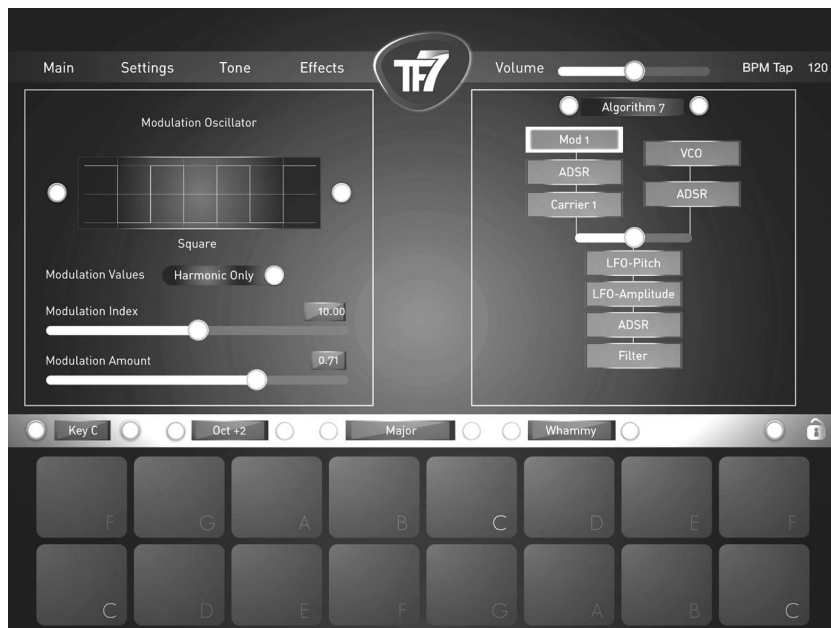 Main Settings Tone Effects TF7 Volume BPM Tap 120
Modulation Oscillator
Square
Modulation Values Harmonic Only
Modulation Index 10.00
Modulation Amount 0.71
Algorithm 7
Mod 1
VCO
ADSR
ADSR
Carrier 1
LFO-Pitch
LFO-Amplitude
ADSR
Filter
Key C Oct +2 Major Whammy
F G A B C D E F
C D E F G A B C